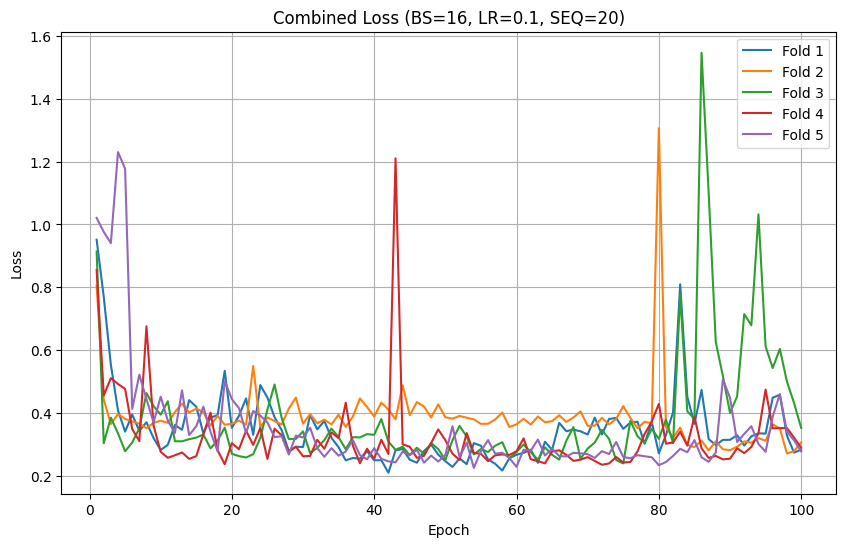 Combined Loss (BS=16, LR=0.1, SEQ=20)
Loss
1.6
1.4
1.2
1.0
0.8
0.6
0.4
0.2
Fold 1
Fold 2
Fold 3
Fold 4
Fold 5
0
20
40
60
80
100
Epoch